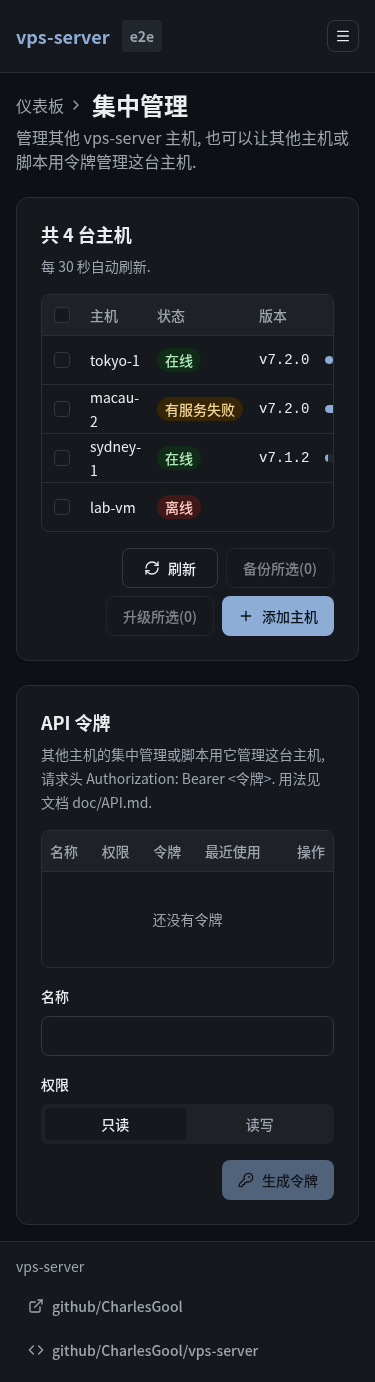 vps-server e2e
仪表板 > 集中管理
管理其他 vps-server 主机, 也可以让其他主机或
脚本用令牌管理这台主机.
共 4 台主机
每 30 秒自动刷新.
主机 状态 版本
tokyo-1 在线 v7.2.0
macau-
2 有服务失败 v7.2.0
sydney-
1 在线 v7.1.2
lab-vm 离线
刷新 备份所选(0)
升级所选(0) + 添加主机
API 令牌
其他主机的集中管理或脚本用它管理这台主机,
请求头 Authorization: Bearer <令牌>. 用法见
文档 doc/API.md.
名称 权限 令牌 最近使用 操作
还没有令牌
名称
权限
只读 读写
生成令牌
vps-server
github/CharlesGool
github/CharlesGool/vps-server